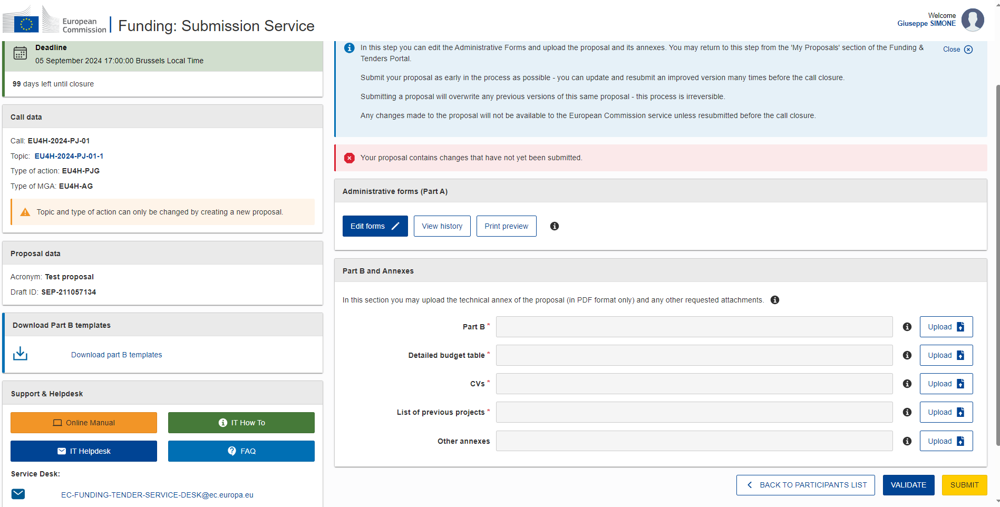 European
Commission
Funding: Submission Service
Welcome
Giuseppe SIMONE
Deadline
05 September 2024 17:00:00 Brussels Local Time
99 days left until closure
Call data
Call: EU4H-2024-PJ-01
Topic: EU4H-2024-PJ-01-1
Type of action: EU4H-PJG
Type of MGA: EU4H-AG
Topic and type of action can only be changed by creating a new proposal.
Proposal data
Acronym: Test proposal
Draft ID: SEP-211057134
Download Part B templates
Download part B templates
Support & Helpdesk
Online Manual
IT How To
IT Helpdesk
FAQ
Service Desk:
EC-FUNDING-TENDER-SERVICE-DESK@ec.europa.eu
In this step you can edit the Administrative Forms and upload the proposal and its annexes. You may return to this step from the 'My Proposals' section of the Funding &
Tenders Portal.
Close
Submit your proposal as early in the process as possible - you can update and resubmit an improved version many times before the call closure.
Submitting a proposal will overwrite any previous versions of this same proposal - this process is irreversible.
Any changes made to the proposal will not be available to the European Commission service unless resubmitted before the call closure.
Your proposal contains changes that have not yet been submitted.
Administrative forms (Part A)
Edit forms
View history
Print preview
Part B and Annexes
In this section you may upload the technical annex of the proposal (in PDF format only) and any other requested attachments.
Part B * Upload
Detailed budget table * Upload
CVs * Upload
List of previous projects * Upload
Other annexes Upload
BACK TO PARTICIPANTS LIST
VALIDATE
SUBMIT